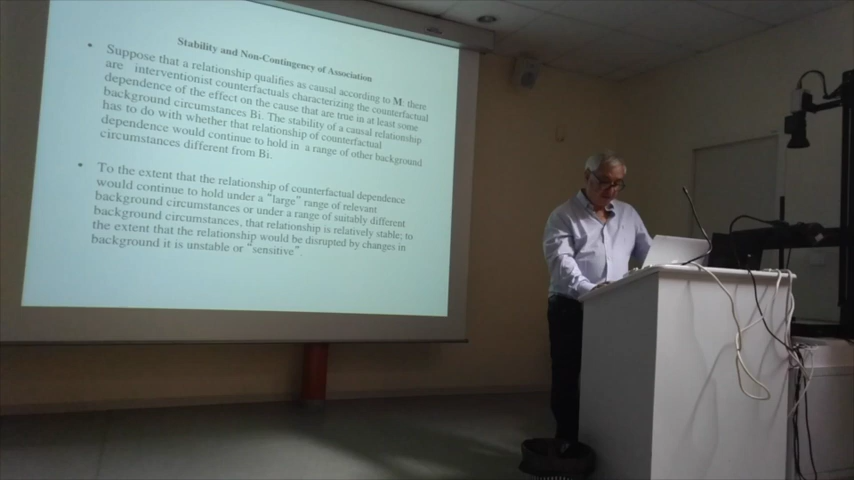 Stability and Non-Contingency of Association
• Suppose that a relationship qualifies as causal according to M: there
are interventionist counterfactuals characterizing the counterfactual
dependence of the effect on the cause that are true in at least some
background circumstances Bi. The stability of a causal relationship
has to do with whether that relationship of counterfactual
dependence would continue to hold in a range of other background
circumstances different from Bi.
• To the extent that the relationship of counterfactual dependence
would continue to hold under a "large" range of relevant
background circumstances or under a range of suitably different
background circumstances, that relationship is relatively stable; to
the extent that the relationship would be disrupted by changes in
background it is unstable or "sensitive".